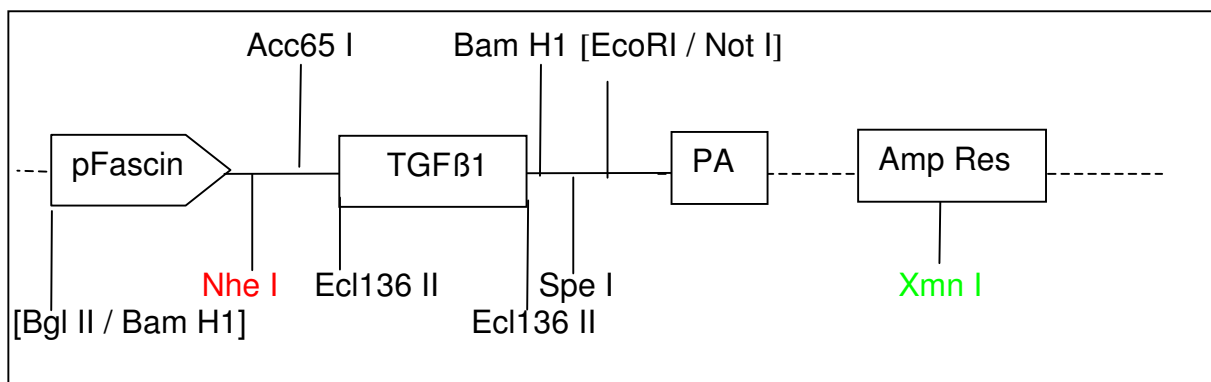 Acc65 I
Bam H1 [EcoRI / Not I]
pFascin
TGFß1
PA
Amp Res
Nhe I
Ecl136 II
Spe I
Xmn I
[Bgl II / Bam H1]
Ecl136 II